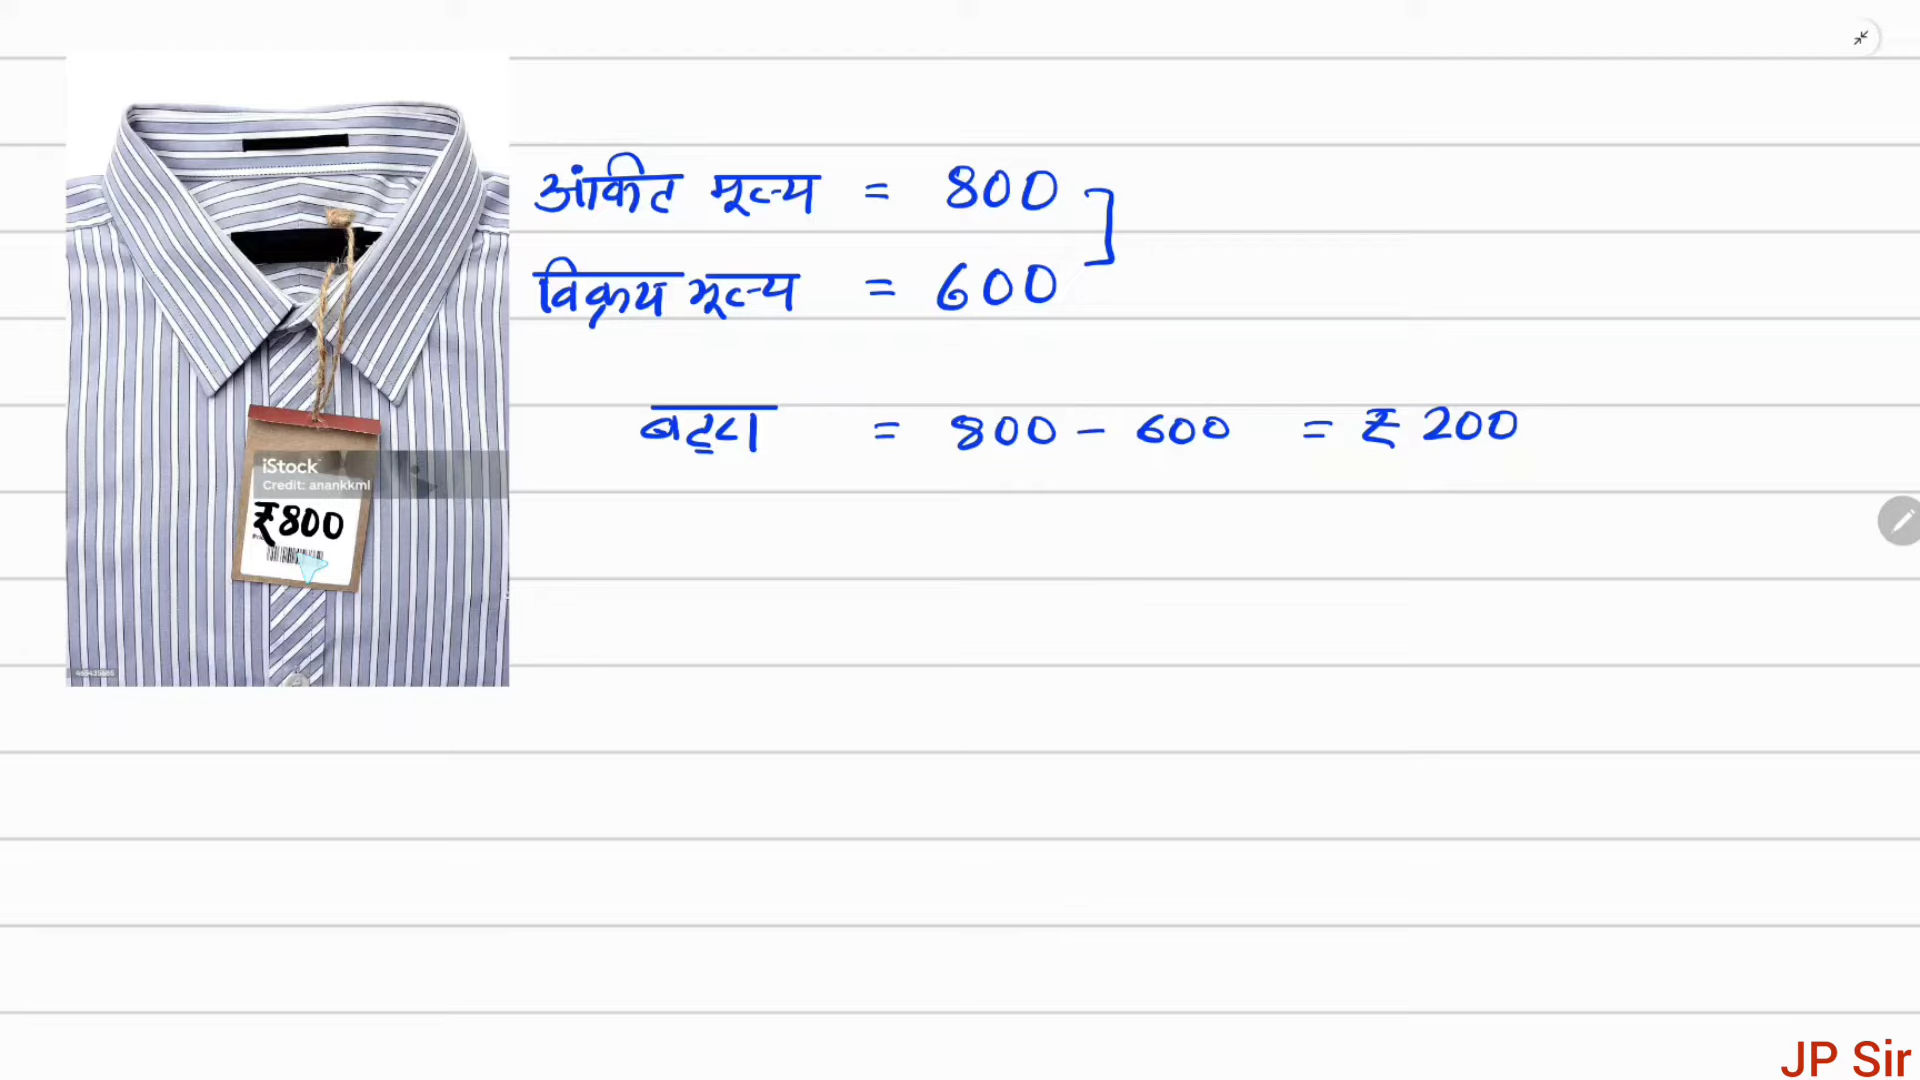 अंकित मूल्य = 800
विक्रय मूल्य = 600
बट्टा = 800 - 600 = ₹ 200
iStock
Credit: anankkml
₹800
JP Sir